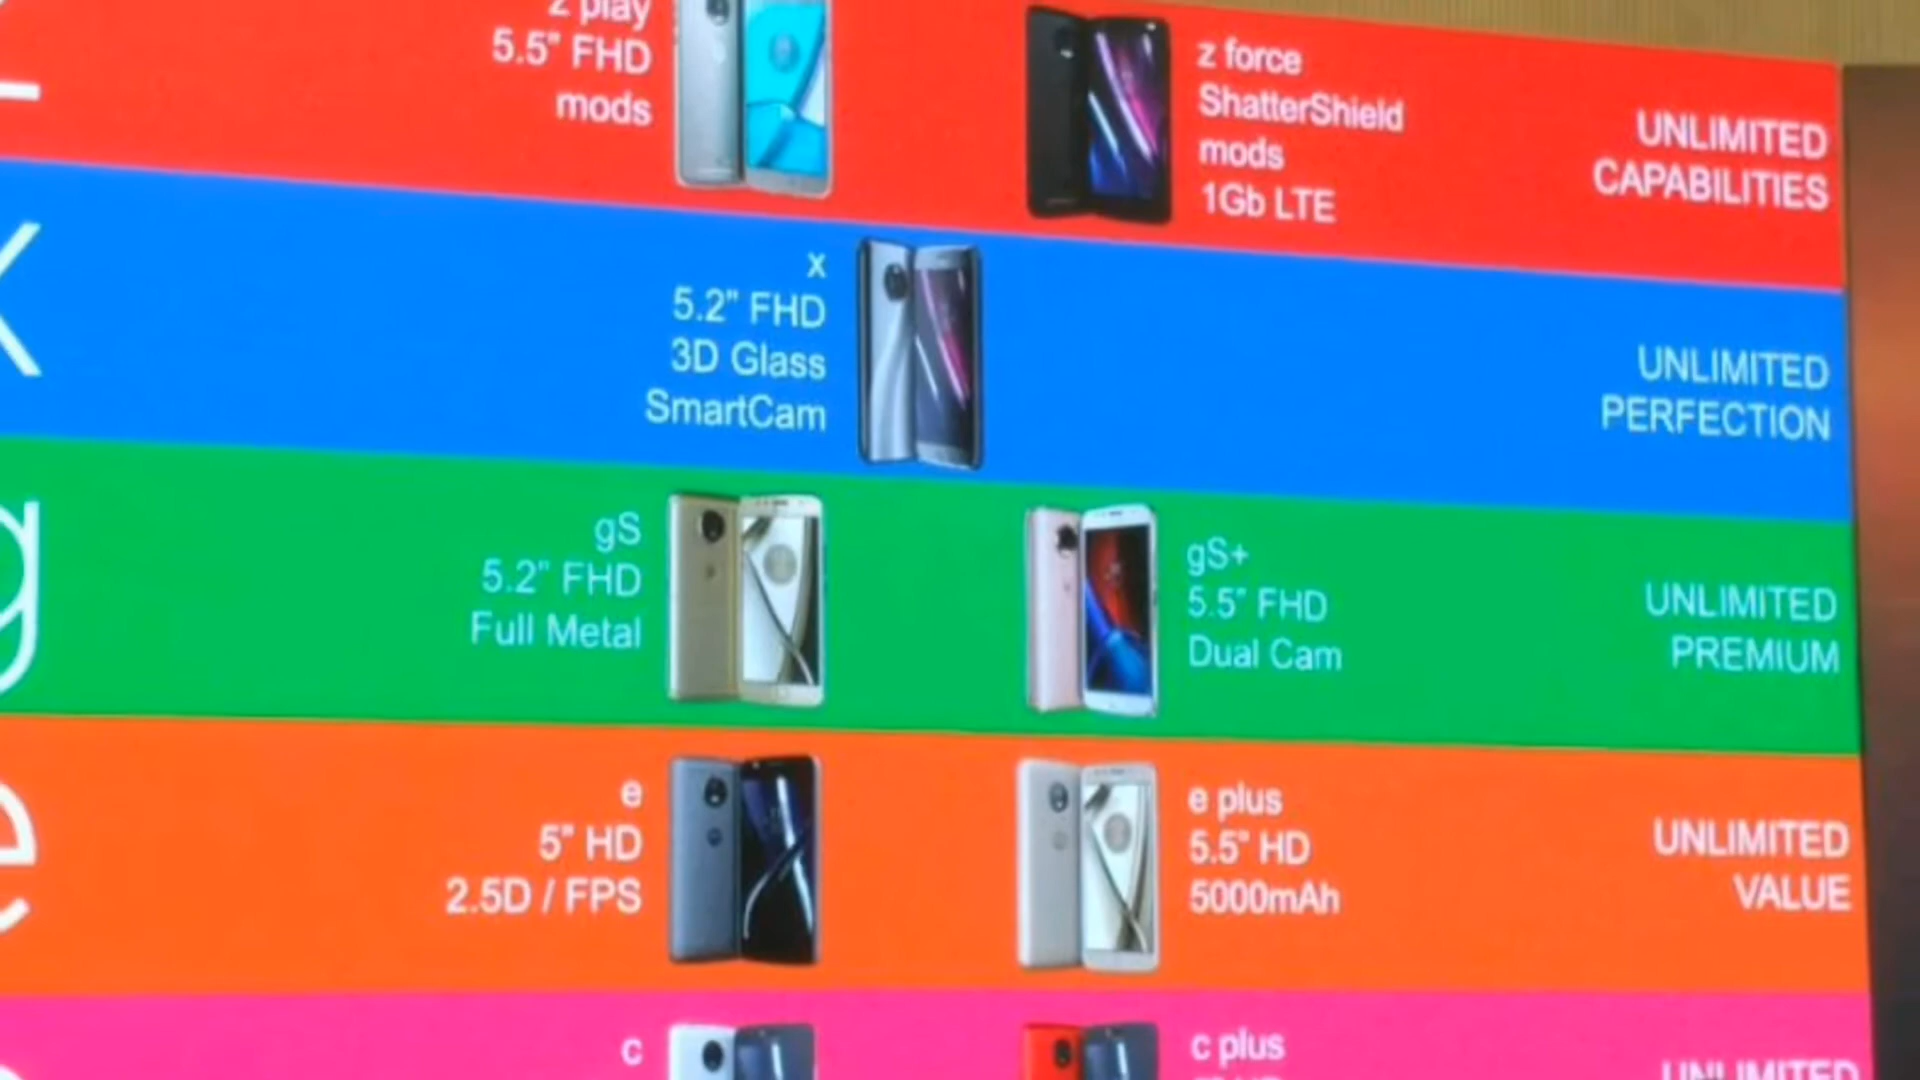 z play
5.5" FHD
mods
z force
ShatterShield
mods
1Gb LTE
UNLIMITED
CAPABILITIES
x
x
5.2" FHD
3D Glass
SmartCam
UNLIMITED
PERFECTION
g
gS
5.2" FHD
Full Metal
gS+
5.5" FHD
Dual Cam
UNLIMITED
PREMIUM
e
e
5" HD
2.5D / FPS
e plus
5.5" HD
5000mAh
UNLIMITED
VALUE
c
c plus
UNLIMITED